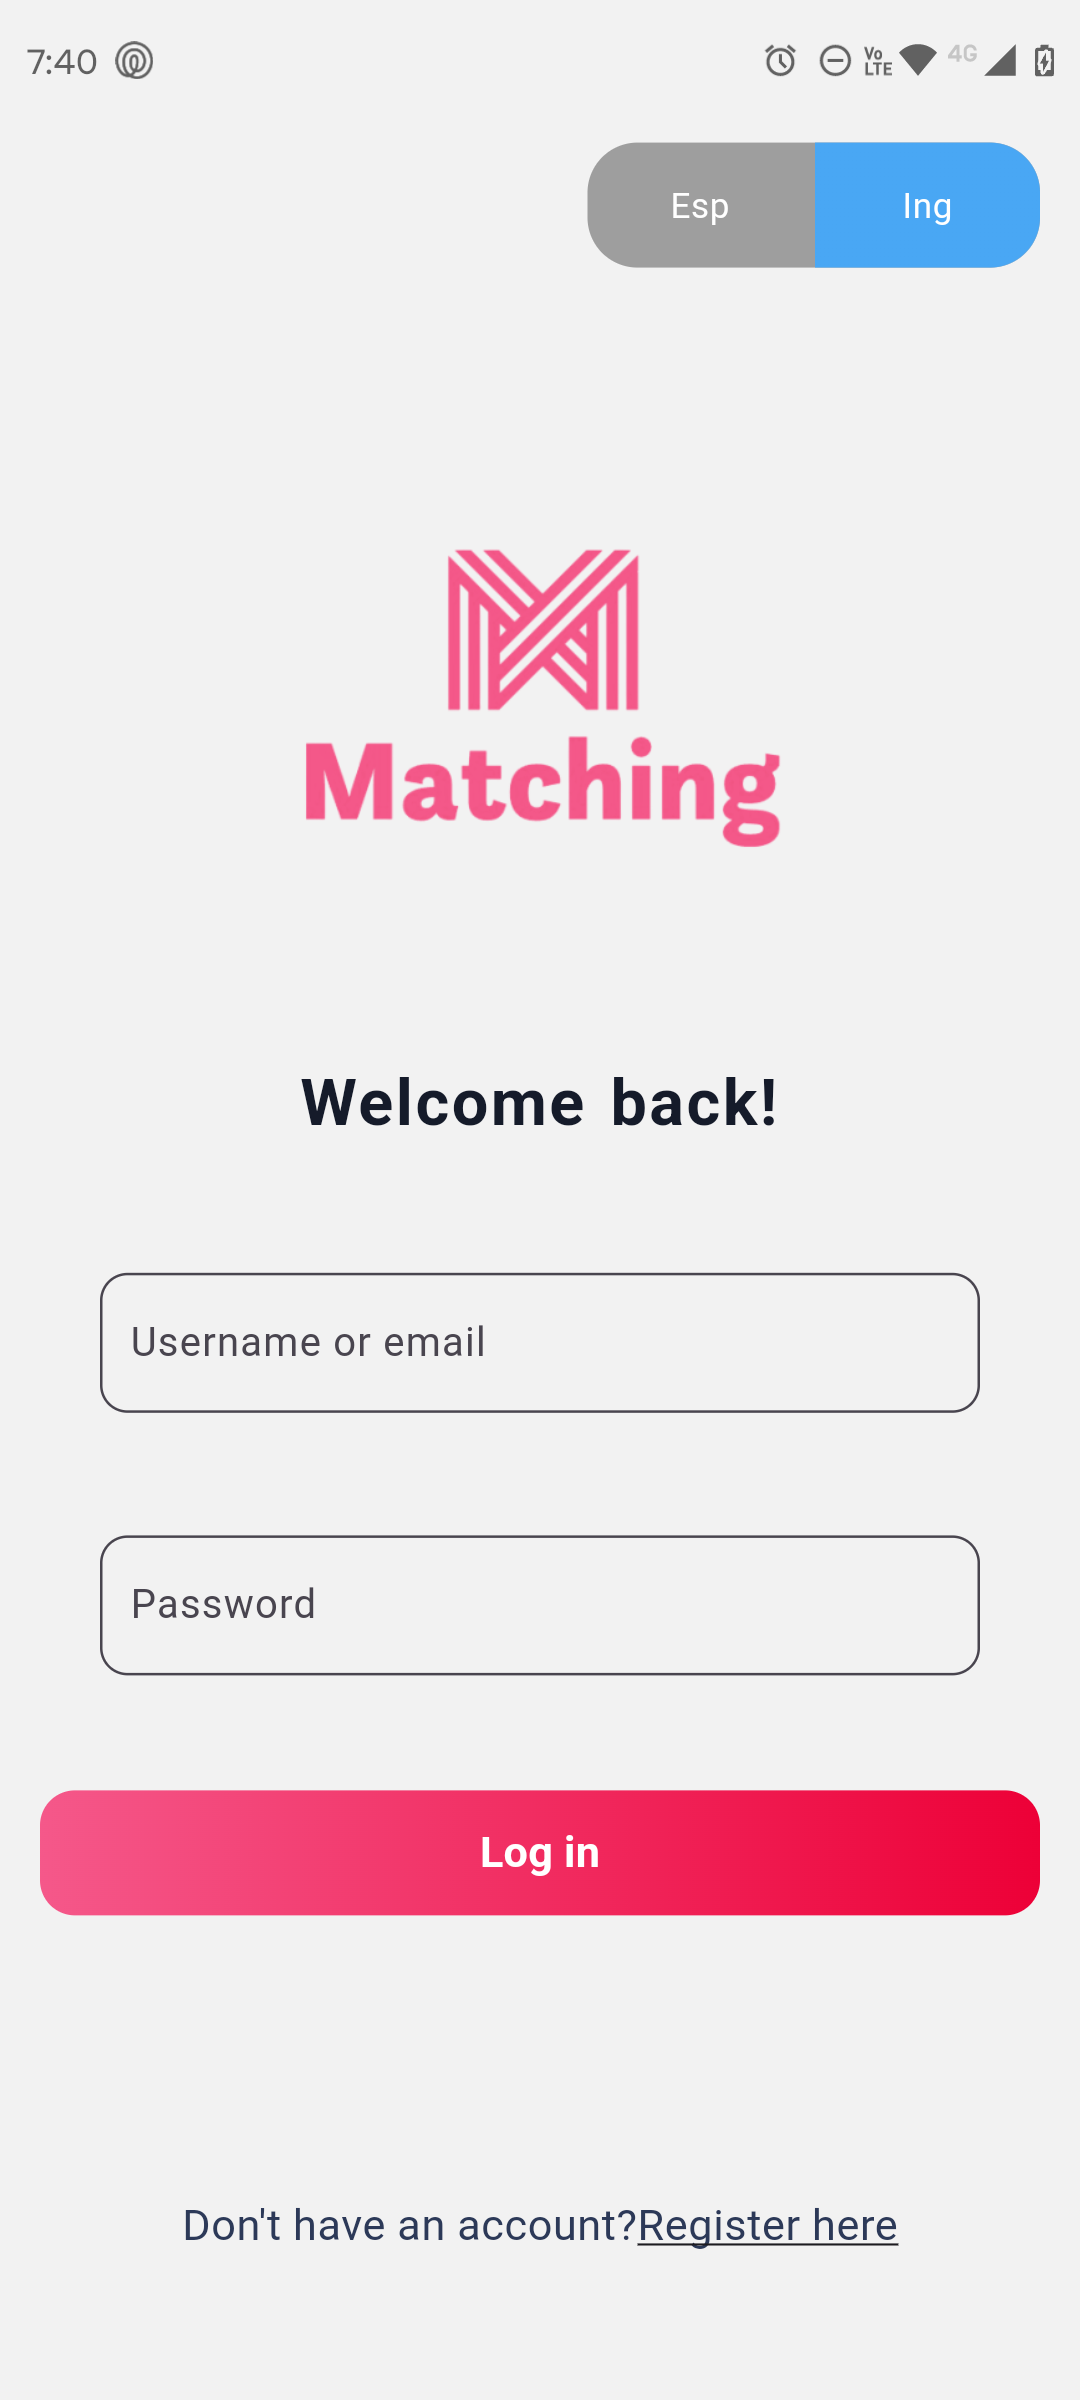 7:40
Vo
LTE
4G
Esp
Ing
Matching
Welcome back!
Username or email
Password
Log in
Don't have an account?Register here